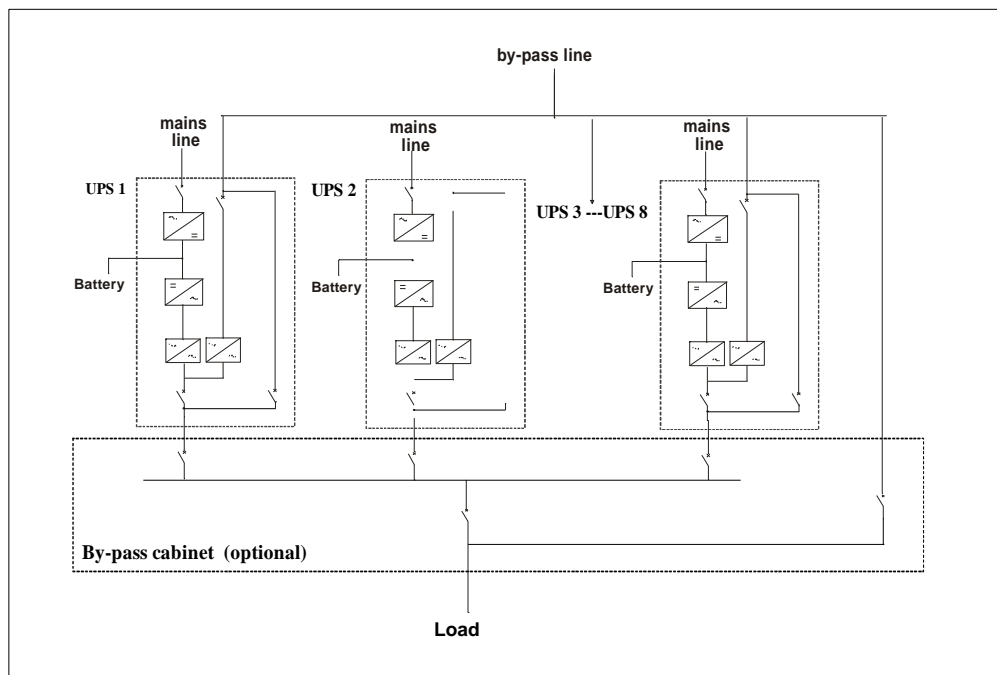 by-pass line
mains
line
mains
line
mains
line
UPS 1
UPS 2
UPS 3 ---UPS 8
Battery
Battery
Battery
By-pass cabinet (optional)
Load